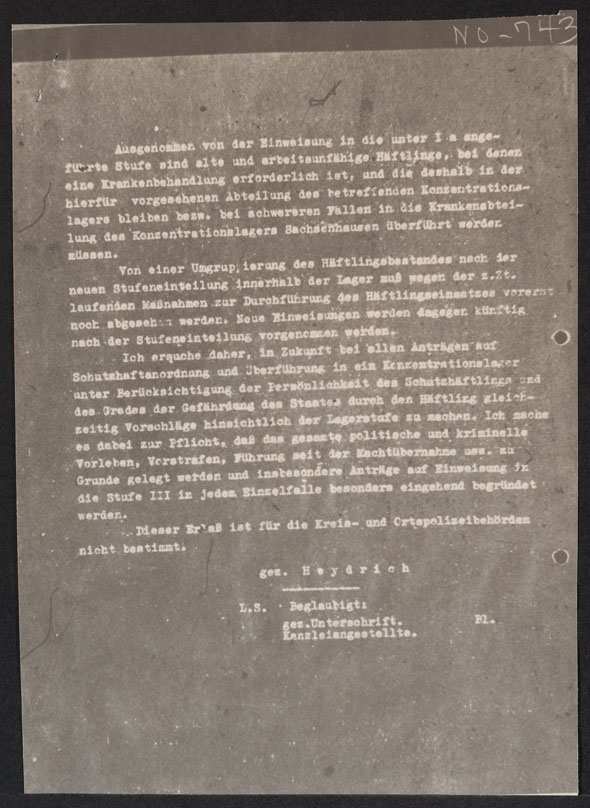 NO-743
Ausgenommen von der Einweisung in die unter I a ange-
führte Stufe sind alte und arbeitsunfähige Häftlinge, bei denen
eine Krankenbehandlung erforderlich ist, und die deshalb in der
hierfür vorgesehenen Abteilung des betreffenden Konzentrations-
lagers bleiben bezw. bei schwereren Fällen in die Krankenabtei-
lung des Konzentrationslagers Sachsenhausen überführt werden
müssen.
Von einer Umgruppierung des Häftlingsbestandes nach der
neuen Stufeneinteilung innerhalb der Lager muß wegen der z.Zt.
laufenden Maßnahmen zur Durchführung des Häftlingseinsatzes vorerst
noch abgesehen werden. Neue Einweisungen werden dagegen künftig
nach der Stufeneinteilung vorgenommen werden.
Ich ersuche daher, in Zukunft bei allen Anträgen auf
Schutzhaftanordnung und Überführung in ein Konzentrationslager
unter Berücksichtigung der Persönlichkeit des Schutzhäftlings und
des Grades der Gefährdung des Staates durch den Häftling gleich-
zeitig Vorschläge hinsichtlich der Lagerstufe zu machen. Ich mache
es dabei zur Pflicht, daß das gesamte politische und kriminelle
Vorleben, Vorstrafen, Führung seit der Machtübernahme usw. zu
Grunde gelegt werden und insbesondere Anträge auf Einweisung in
die Stufe III in jedem Einzelfalle besonders eingehend begründet
werden.
Dieser Erlaß ist für die Kreis- und Ortspolizeibehörden
nicht bestimmt.
gez. Heydrich
L.S. Beglaubigt:
gez.Unterschrift. Bl.
Kanzleiangestellte.